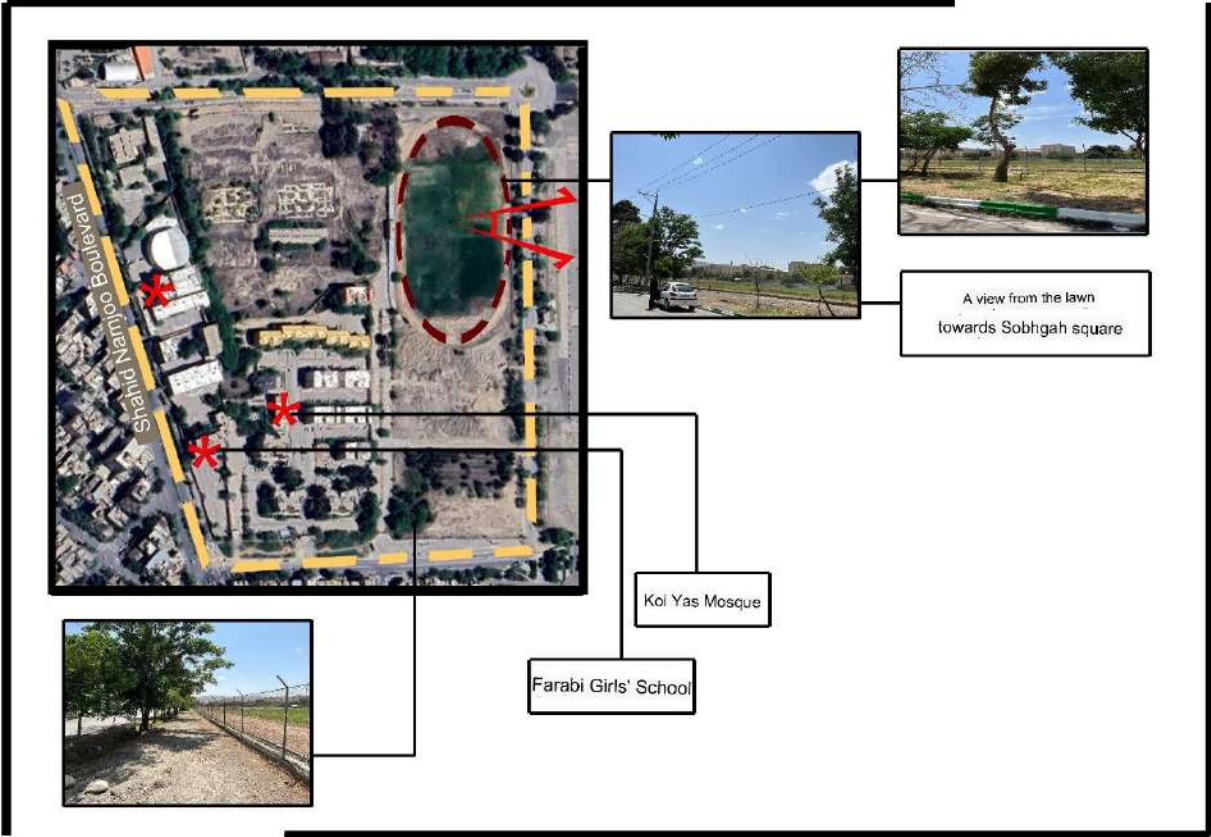 Shahid Namjoo Boulevard
A view from the lawn
towards Sobhgah square
Koi Yas Mosque
Farabi Girls' School